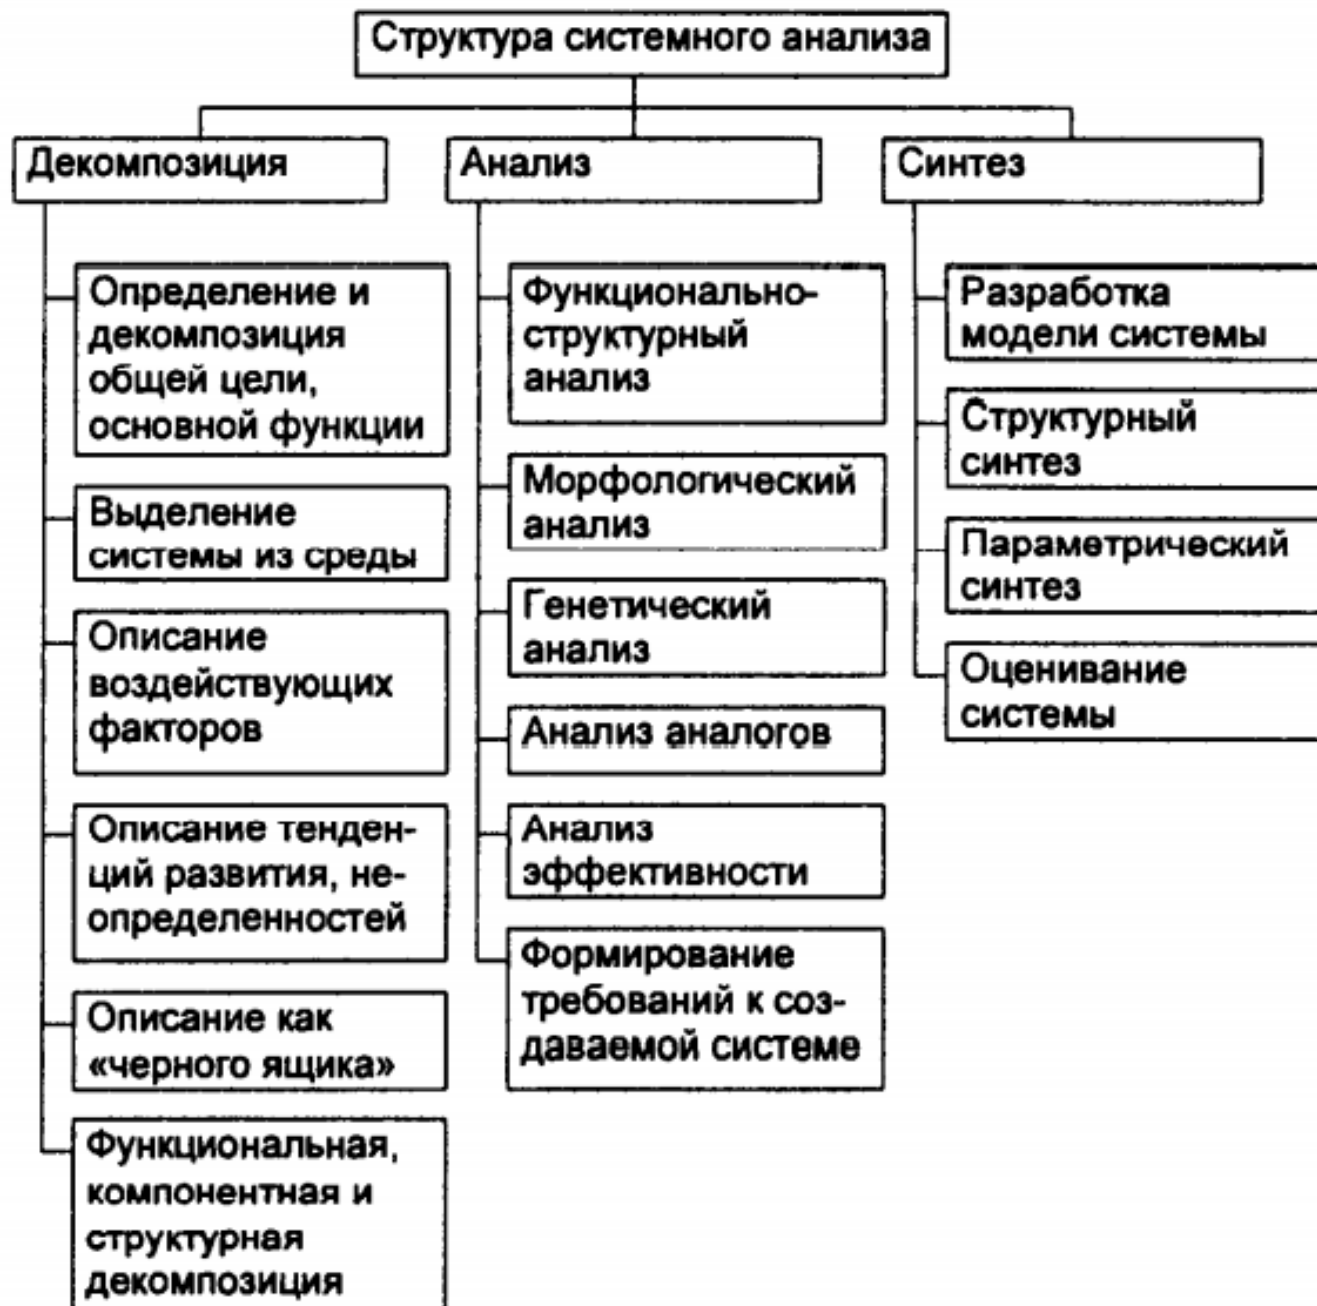 Структура системного анализа
Декомпозиция
Определение и
декомпозиция
общей цели,
основной функции
Выделение
системы из среды
Описание
воздействующих
факторов
Описание тенден-
ций развития, не-
определенностей
Описание как
«черного ящика»
Функциональная,
компонентная и
структурная
декомпозиция
Анализ
Функционально-
структурный
анализ
Морфологический
анализ
Генетический
анализ
Анализ аналогов
Анализ
эффективности
Формирование
требований к соз-
даваемой системе
Синтез
Разработка
модели системы
Структурный
синтез
Параметрический
синтез
Оценивание
системы